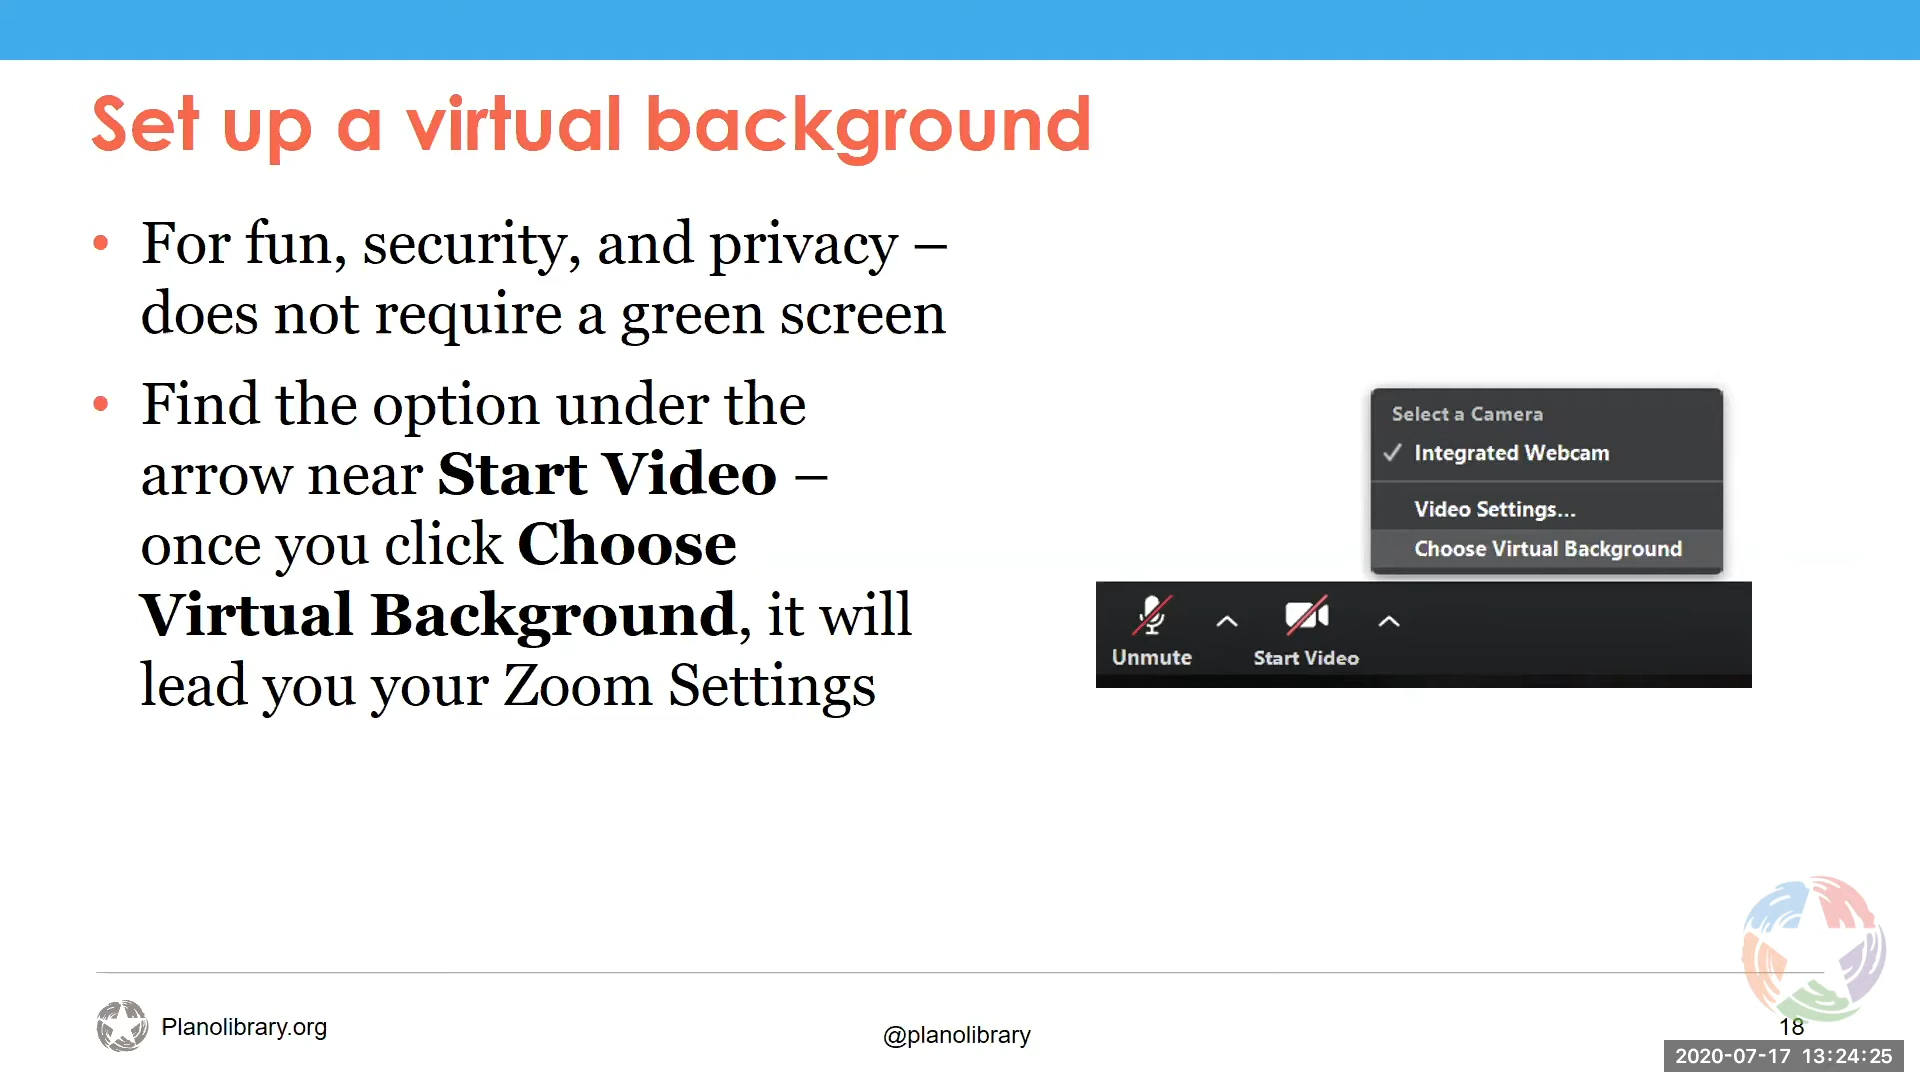 Set up a virtual background
• For fun, security, and privacy –
does not require a green screen
• Find the option under the
arrow near Start Video –
once you click Choose
Virtual Background, it will
lead you your Zoom Settings
Select a Camera
✓ Integrated Webcam
Video Settings...
Choose Virtual Background
Unmute
Start Video
Planolibrary.org
@planolibrary
18
2020-07-17 13:24:25